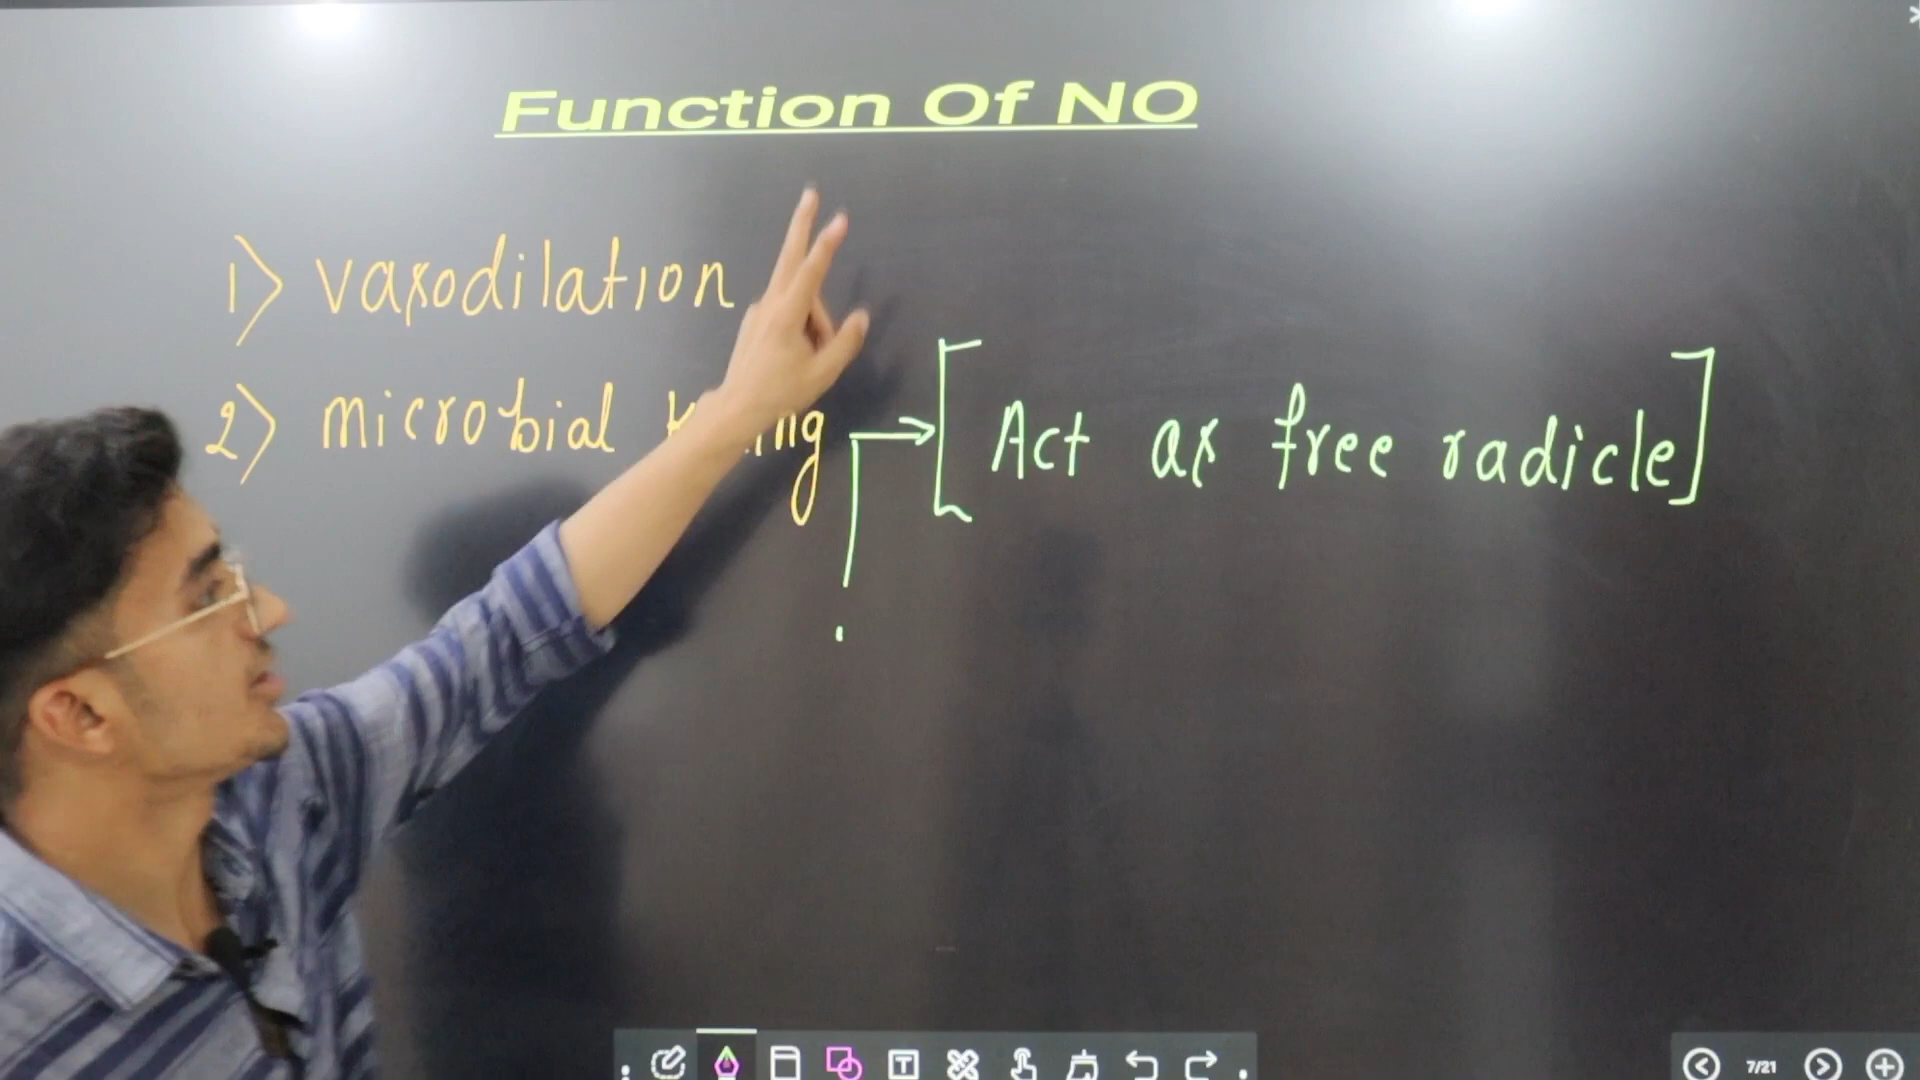 Function Of NO
1) vasodilation
2) microbial
→ [Act as free radicle]
7/21